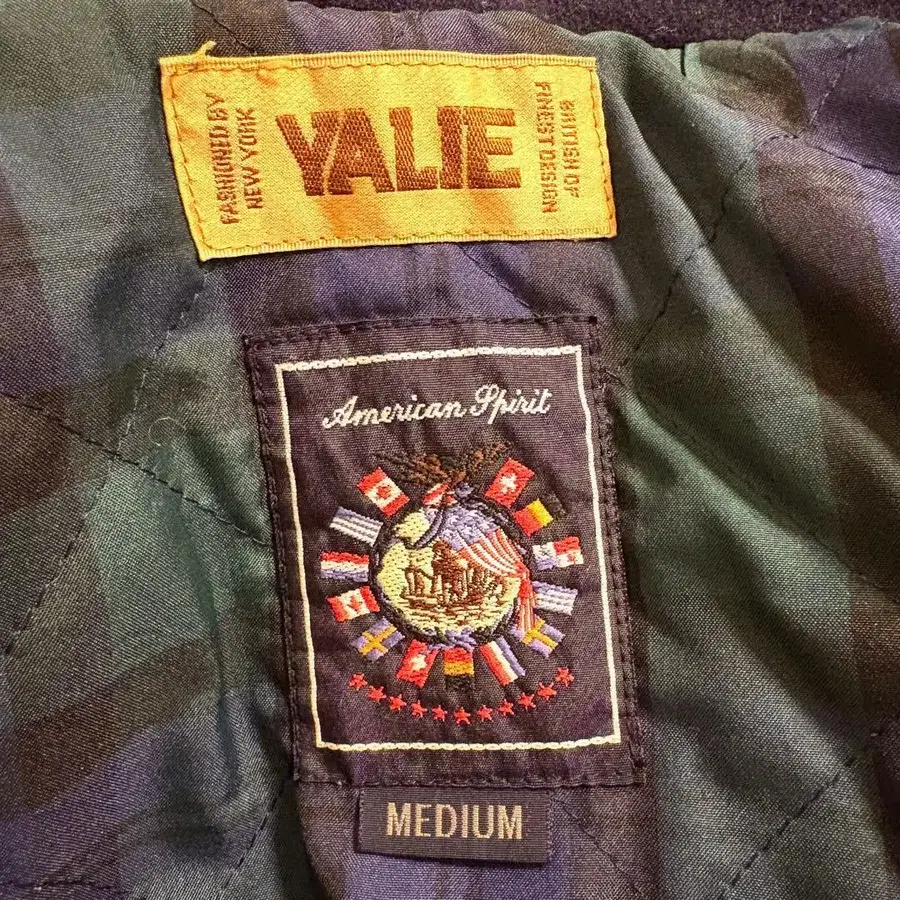 FASHIONED BY
NEW YORK
YALIE
BRITISH OF
FINEST DESIGN
American Spirit
MEDIUM